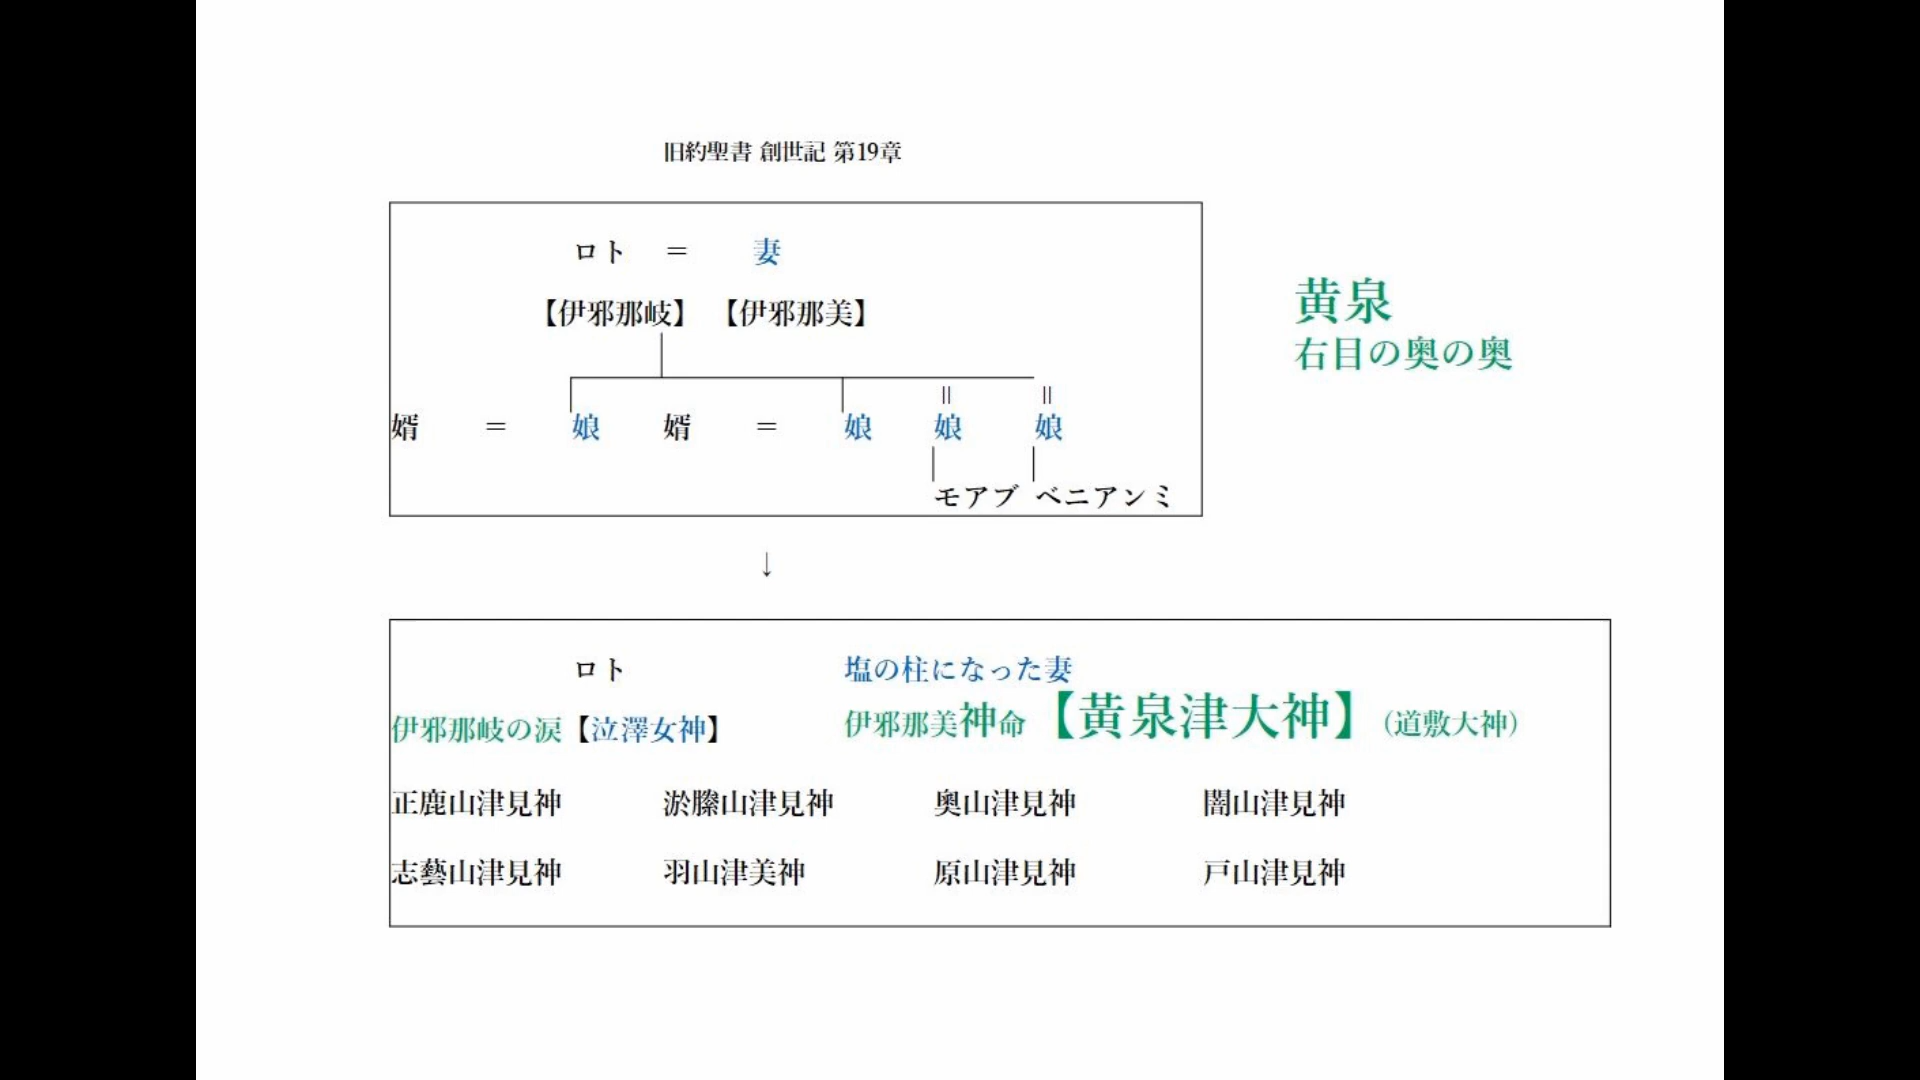 旧約聖書 創世記 第19章
ロト ＝ 妻
【伊邪那岐】 【伊邪那美】
黄泉
右目の奥の奥
婿 ＝ 娘 婿 ＝ 娘 娘 娘
モアブ ベニアンミ
↓
ロト 塩の柱になった妻
伊邪那岐の涙【泣澤女神】 伊邪那美神命【黄泉津大神】（道敷大神）
正鹿山津見神 淤縢山津見神 奥山津見神 闇山津見神
志藝山津見神 羽山津美神 原山津見神 戸山津見神